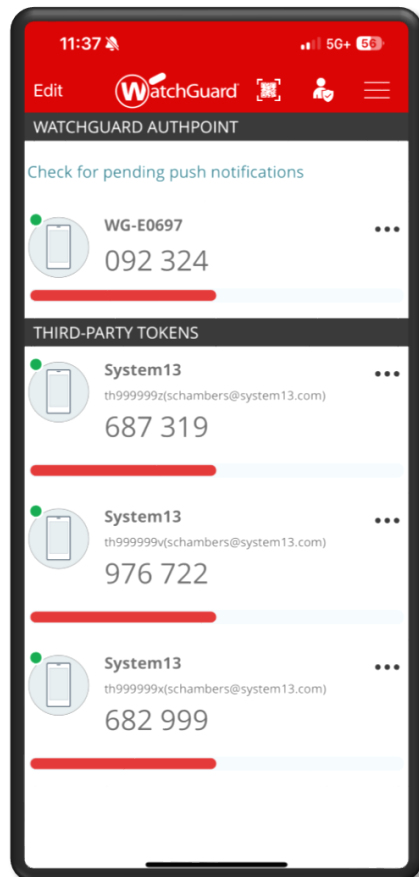 11:37
5G+ 56
Edit
WatchGuard
WATCHGUARD AUTHPOINT
Check for pending push notifications
WG-E0697
092 324
THIRD-PARTY TOKENS
System13
th999999z(schambers@system13.com)
687 319
System13
th999999v(schambers@system13.com)
976 722
System13
th999999x(schambers@system13.com)
682 999